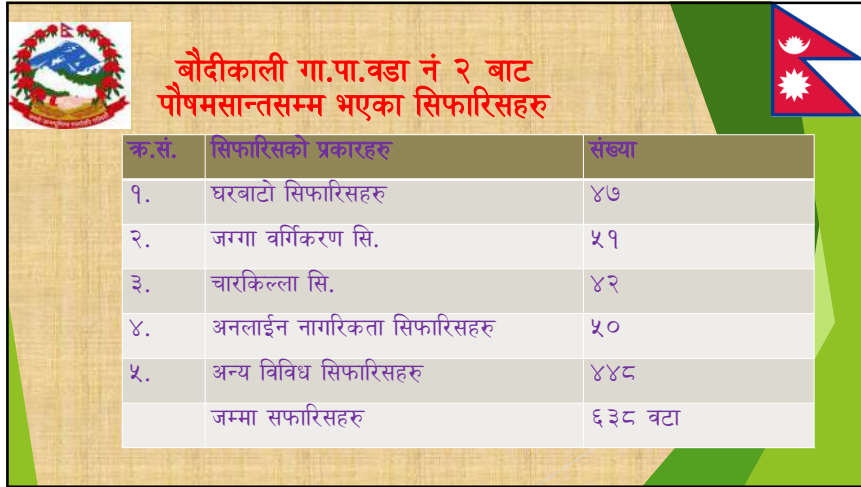 बौदीकाली गा.पा.वडा नं २ बाट
पौषमसान्तसम्म भएका सिफारिसहरु
क्र.सं. सिफारिसको प्रकारहरु संख्या
१. घरबाटो सिफारिसहरु ४७
२. जग्गा वर्गिकरण सि. ५१
३. चारकिल्ला सि. ४२
४. अनलाईन नागरिकता सिफारिसहरु ५०
५. अन्य विविध सिफारिसहरु ४४८
जम्मा सफारिसहरु ६३८ वटा